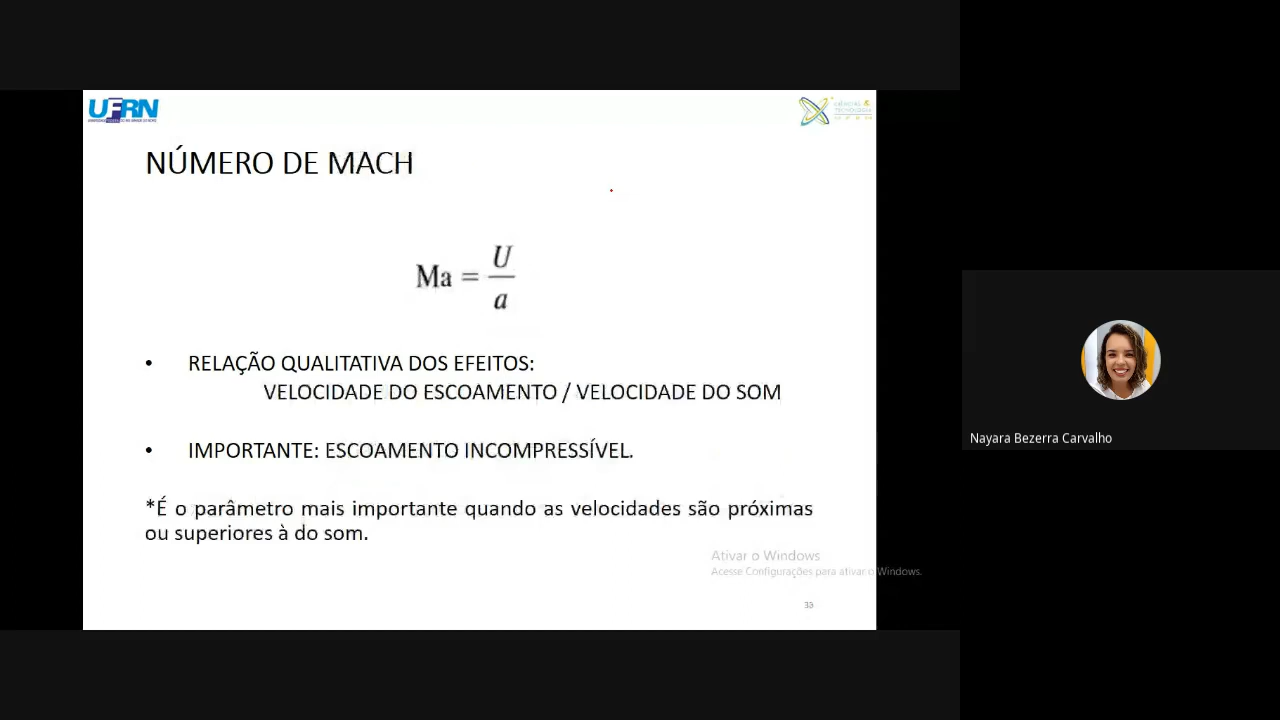 UFRN
NÚMERO DE MACH
Ma = U / a
• RELAÇÃO QUALITATIVA DOS EFEITOS:
VELOCIDADE DO ESCOAMENTO / VELOCIDADE DO SOM
• IMPORTANTE: ESCOAMENTO INCOMPRESSÍVEL.
*É o parâmetro mais importante quando as velocidades são próximas
ou superiores à do som.
Ativar o Windows
Acesse Configurações para ativar o Windows.
33
Nayara Bezerra Carvalho